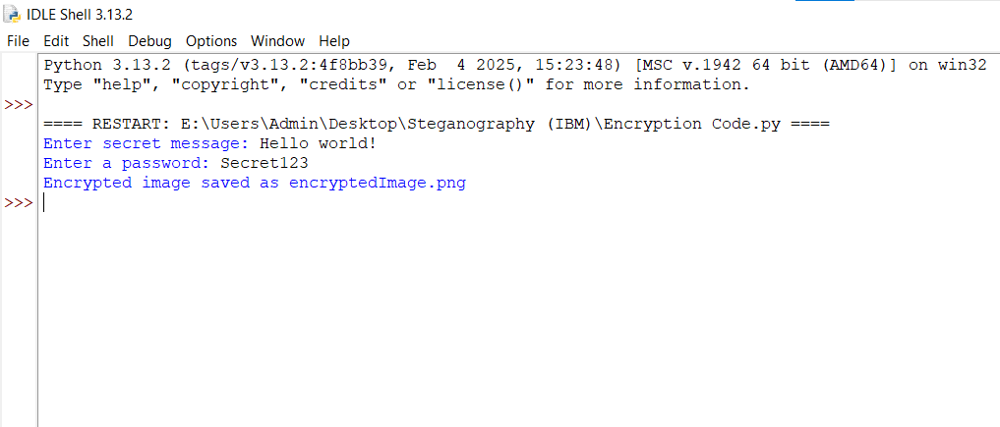 IDLE Shell 3.13.2
File Edit Shell Debug Options Window Help
Python 3.13.2 (tags/v3.13.2:4f8bb39, Feb  4 2025, 15:23:48) [MSC v.1942 64 bit (AMD64)] on win32
Type "help", "copyright", "credits" or "license()" for more information.
>>>
==== RESTART: E:\Users\Admin\Desktop\Steganography (IBM)\Encryption Code.py ====
Enter secret message: Hello world!
Enter a password: Secret123
Encrypted image saved as encryptedImage.png
>>>